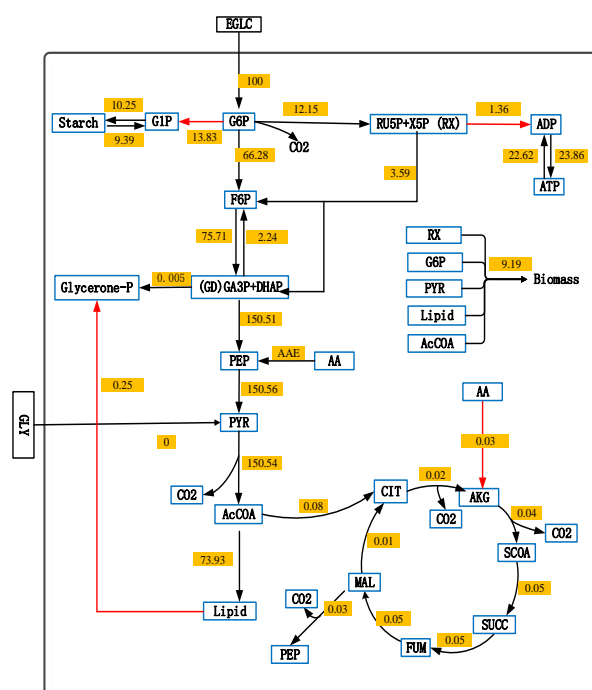 EGLC
100
10.25
12.15
1.36
Starch
G1P
G6P
RU5P+X5P (RX)
ADP
9.39
13.83
CO2
66.28
22.62
23.86
3.59
ATP
F6P
75.71
2.24
RX
G6P
9.19
PYR
Biomass
Lipid
AcCOA
0.005
Glycerone-P
(GD)GA3P+DHAP
150.51
AAE
PEP
AA
0.25
150.56
AA
GLY
PYR
0
0.03
150.54
0.02
CO2
CIT
AKG
AcCOA
0.08
CO2
0.04
CO2
0.01
SCOA
73.93
MAL
0.05
CO2
0.03
Lipid
0.05
SUCC
0.05
PEP
FUM